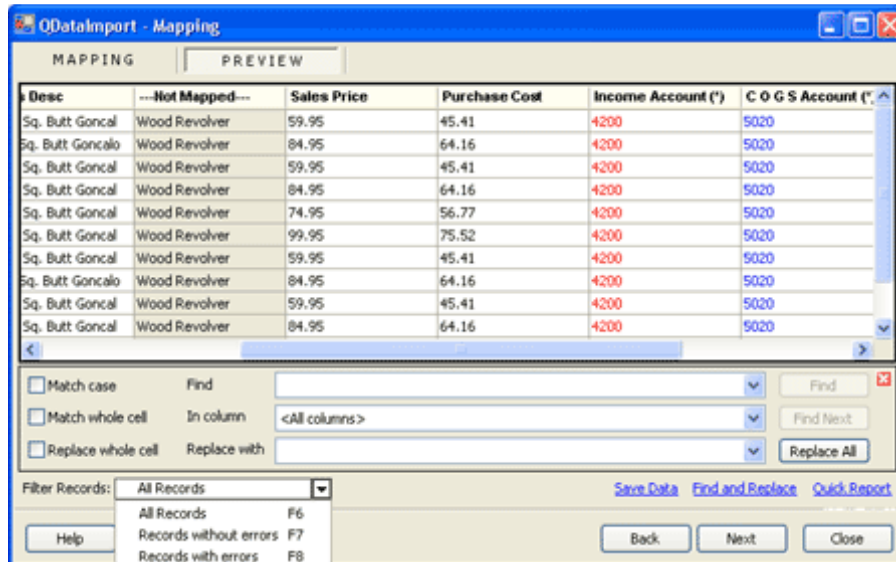 QDataImport - Mapping
MAPPING PREVIEW
s Desc ---Not Mapped--- Sales Price Purchase Cost Income Account (*) C O G S Account (*
Sq. Butt Goncal Wood Revolver 59.95 45.41 4200 5020
Sq. Butt Goncalo Wood Revolver 84.95 64.16 4200 5020
Sq. Butt Goncal Wood Revolver 59.95 45.41 4200 5020
Sq. Butt Goncal Wood Revolver 84.95 64.16 4200 5020
Sq. Butt Goncal Wood Revolver 74.95 56.77 4200 5020
Sq. Butt Goncal Wood Revolver 99.95 75.52 4200 5020
Sq. Butt Goncal Wood Revolver 59.95 45.41 4200 5020
Sq. Butt Goncalo Wood Revolver 84.95 64.16 4200 5020
Sq. Butt Goncal Wood Revolver 59.95 45.41 4200 5020
Sq. Butt Goncal Wood Revolver 84.95 64.16 4200 5020
Match case Find Find
Match whole cell In column <All columns> Find Next
Replace whole cell Replace with Replace All
Filter Records: All Records Save Data Find and Replace Quick Report
All Records F6
Records without errors F7
Records with errors F8
Help Back Next Close